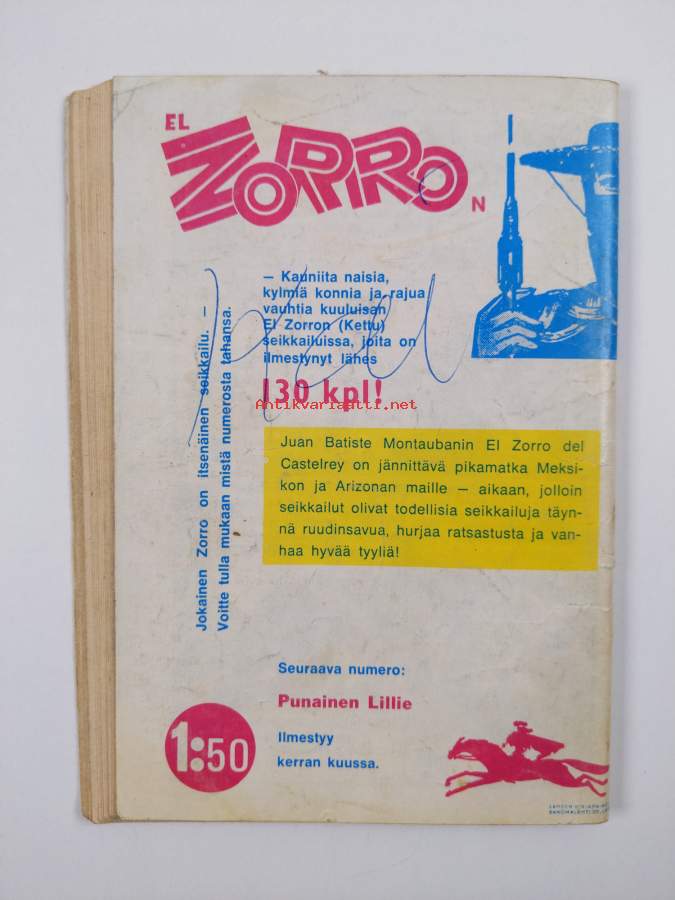 EL
ZORRO N
— Kauniita naisia,
kylmiä konnia ja rajua
vauhtia kuuluisan
El Zorron (Kettu)
seikkailuissa, joita on
ilmestynyt lähes
130 kpl!
Antikvariaatti.net
Jokainen Zorro on itsenäinen seikkailu. —
Voitte tulla mukaan mistä numerosta tahansa.
Juan Batiste Montaubanin El Zorro del
Castelrey on jännittävä pikamatka Meksi-
kon ja Arizonan maille — aikaan, jolloin
seikkailut olivat todellisia seikkailuja täyn-
nä ruudinsavua, hurjaa ratsastusta ja van-
haa hyvää tyyliä!
Seuraava numero:
Punainen Lillie
Ilmestyy
kerran kuussa.
1:50